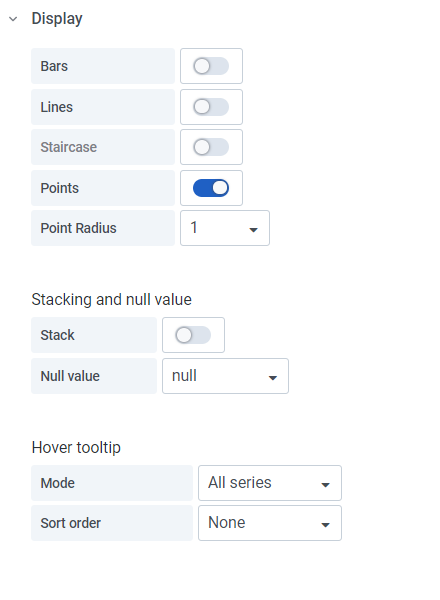 Display
Bars
Lines
Staircase
Points
Point Radius 1
Stacking and null value
Stack
Null value null
Hover tooltip
Mode All series
Sort order None